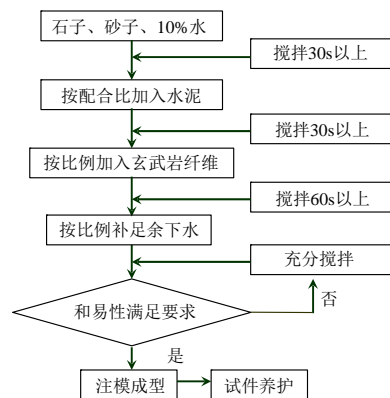 石子、砂子、10%水
搅拌30s以上
按配合比加入水泥
搅拌30s以上
按比例加入玄武岩纤维
搅拌60s以上
按比例补足余下水
充分搅拌
和易性满足要求
否
是
注模成型
试件养护